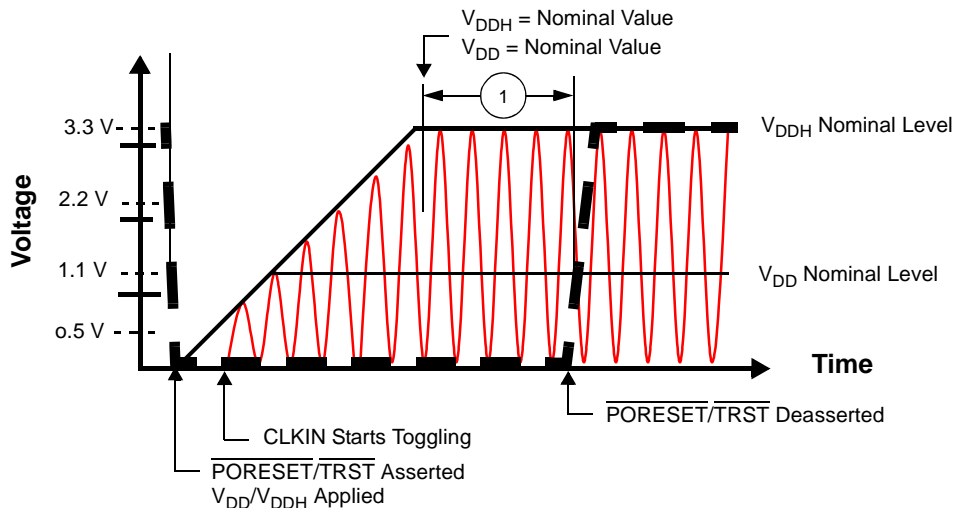 VDDH = Nominal Value
VDD = Nominal Value
1
3.3 V
VDDH Nominal Level
2.2 V
Voltage
1.1 V
VDD Nominal Level
o.5 V
Time
PORESET/TRST Deasserted
CLKIN Starts Toggling
PORESET/TRST Asserted
VDD/VDDH Applied